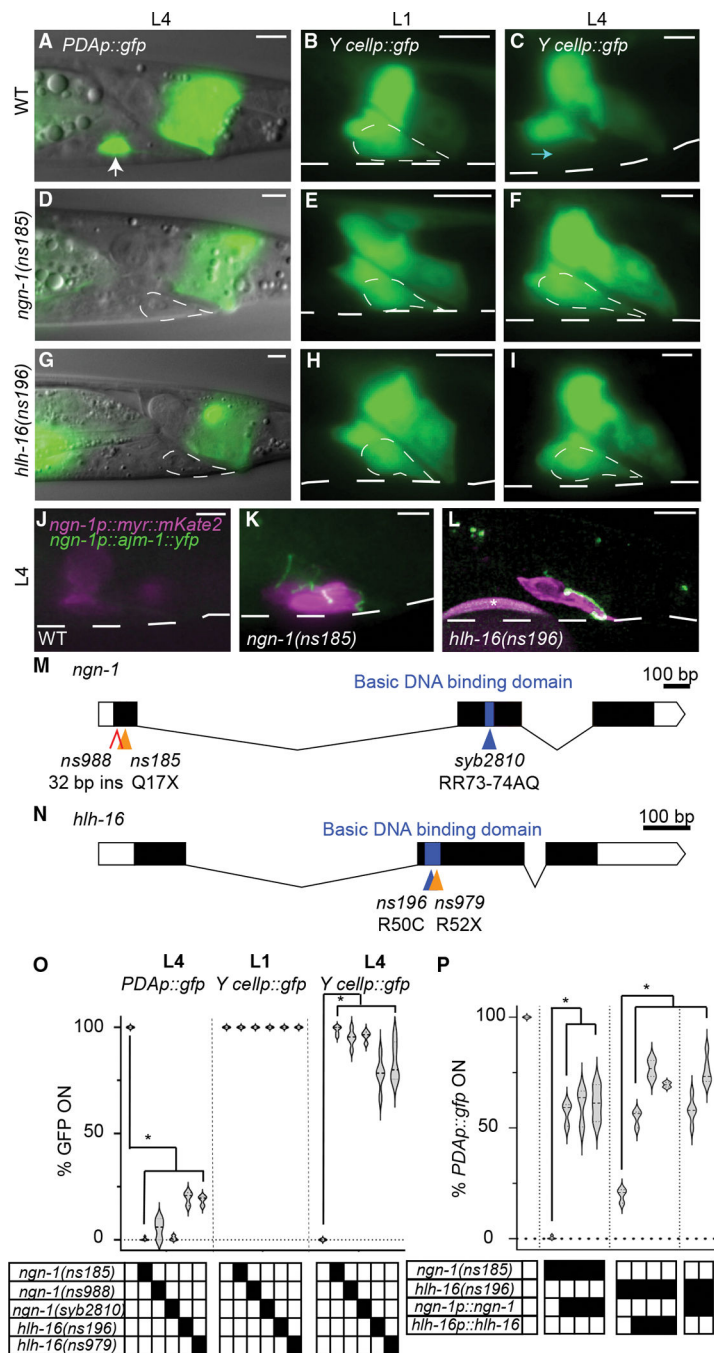 L4 L1 L4
A PDAp::gfp B Y cellp::gfp C Y cellp::gfp
WT
D E F
ngn-1(ns185)
G H I
hlh-16(ns196)
J ngn-1p::myr::mKate2 K L
ngn-1p::ajm-1::yfp
L4
WT ngn-1(ns185) * hlh-16(ns196)
M ngn-1 100 bp
Basic DNA binding domain
ns988 ns185 syb2810
32 bp ins Q17X RR73-74AQ
N hlh-16 100 bp
Basic DNA binding domain
ns196 ns979
R50C R52X
O L4 L1 L4 P
PDAp::gfp Y cellp::gfp Y cellp::gfp
* * * *
% GFP ON
100
50
0
% PDAp::gfp ON
100
50
0
ngn-1(ns185)
ngn-1(ns988)
ngn-1(syb2810)
hlh-16(ns196)
hlh-16(ns979)
ngn-1(ns185)
hlh-16(ns196)
ngn-1p::ngn-1
hlh-16p::hlh-16